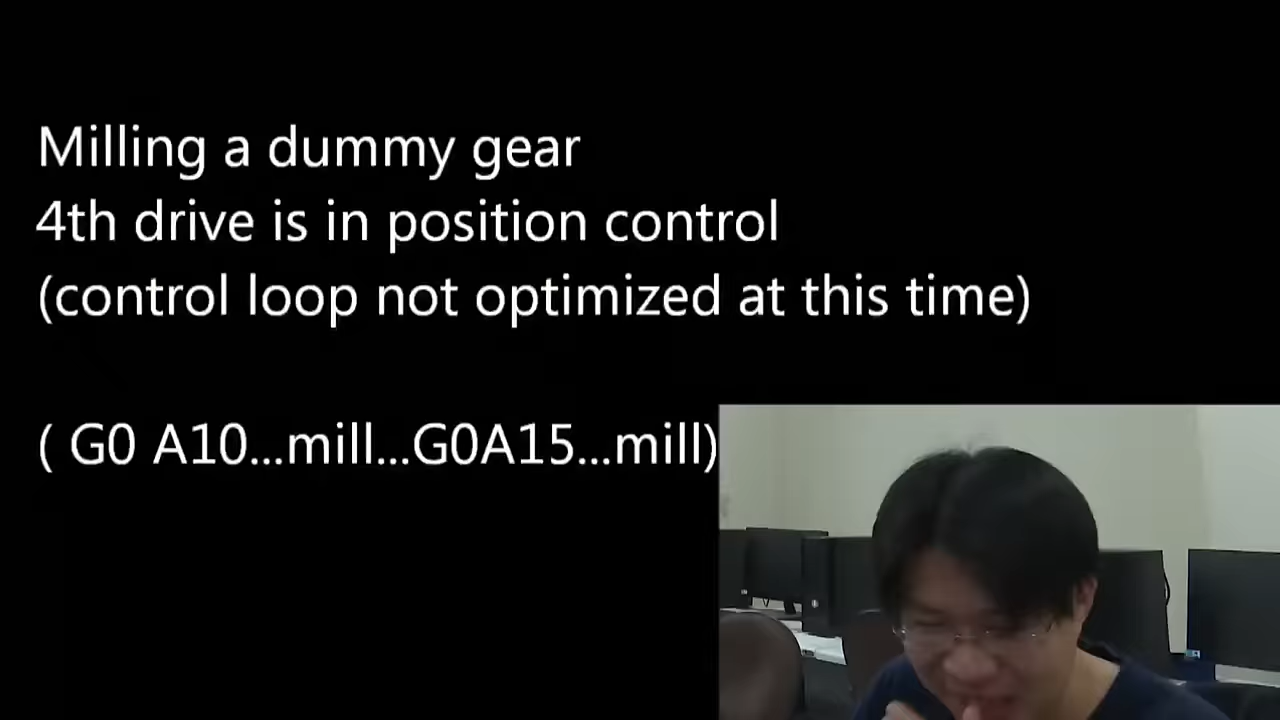 Milling a dummy gear
4th drive is in position control
(control loop not optimized at this time)
( G0 A10...mill...G0A15...mill)